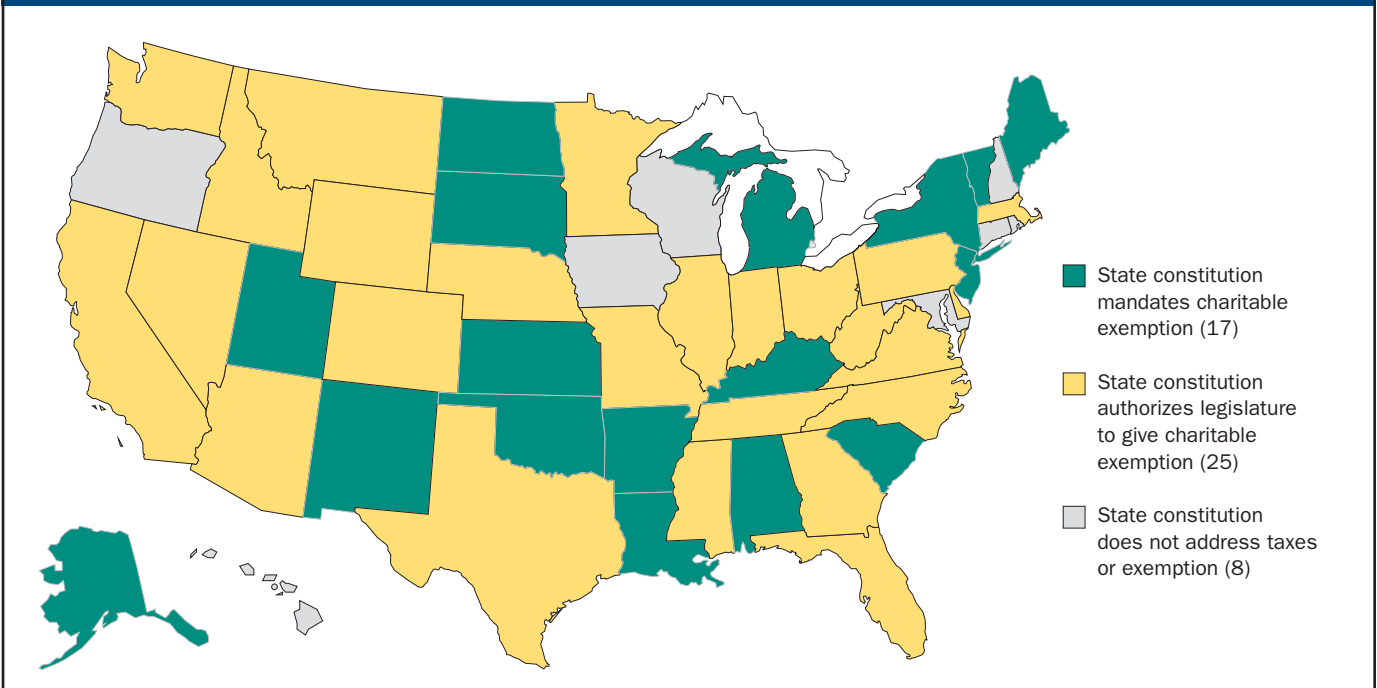 State constitution
mandates charitable
exemption (17)
State constitution
authorizes legislature
to give charitable
exemption (25)
State constitution
does not address taxes
or exemption (8)